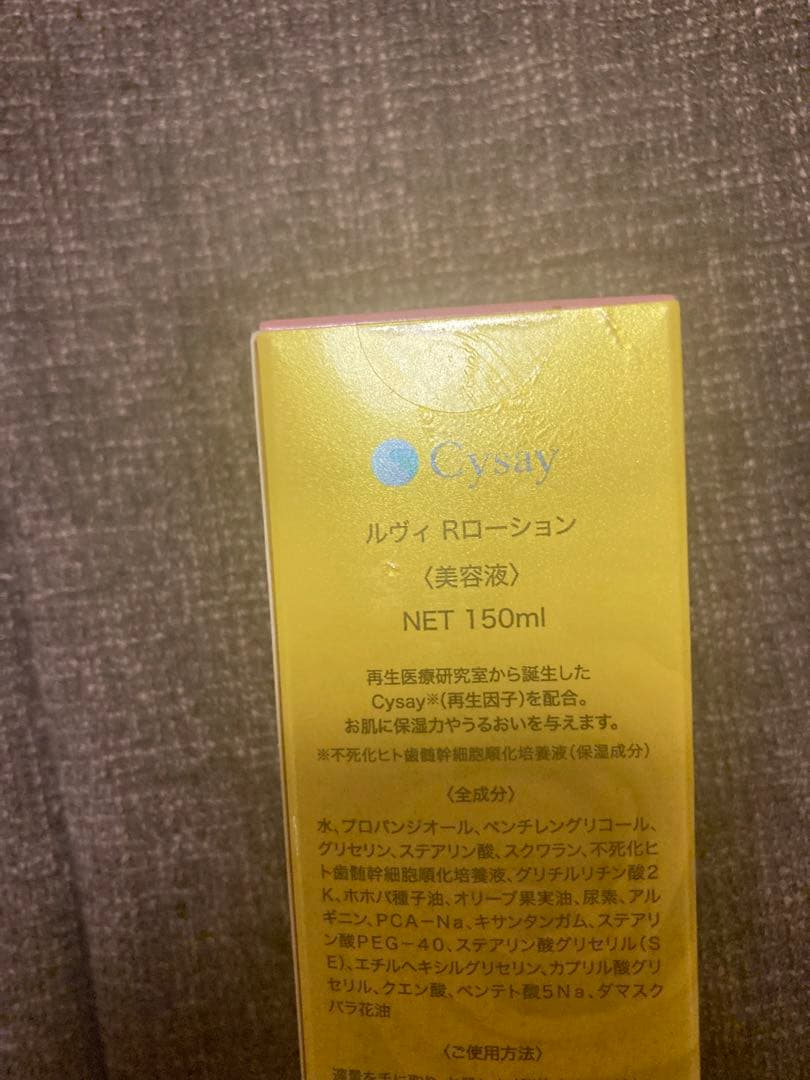 Cysay
ルヴィ Rローション
〈美容液〉
NET 150ml
再生医療研究室から誕生した
Cysay※(再生因子)を配合。
お肌に保湿力やうるおいを与えます。
※不死化ヒト歯髄幹細胞順化培養液(保湿成分)
〈全成分〉
水、プロパンジオール、ペンチレングリコール、
グリセリン、ステアリン酸、スクワラン、不死化ヒ
ト歯髄幹細胞順化培養液、グリチルリチン酸2
K、ホホバ種子油、オリーブ果実油、尿素、アル
ギニン、PCA-Na、キサンタンガム、ステアリ
ン酸PEG-40、ステアリン酸グリセリル(S
E)、エチルヘキシルグリセリン、カプリル酸グリ
セリル、クエン酸、ペンテト酸5Na、ダマスク
バラ花油
〈ご使用方法〉
適量を手に取り、